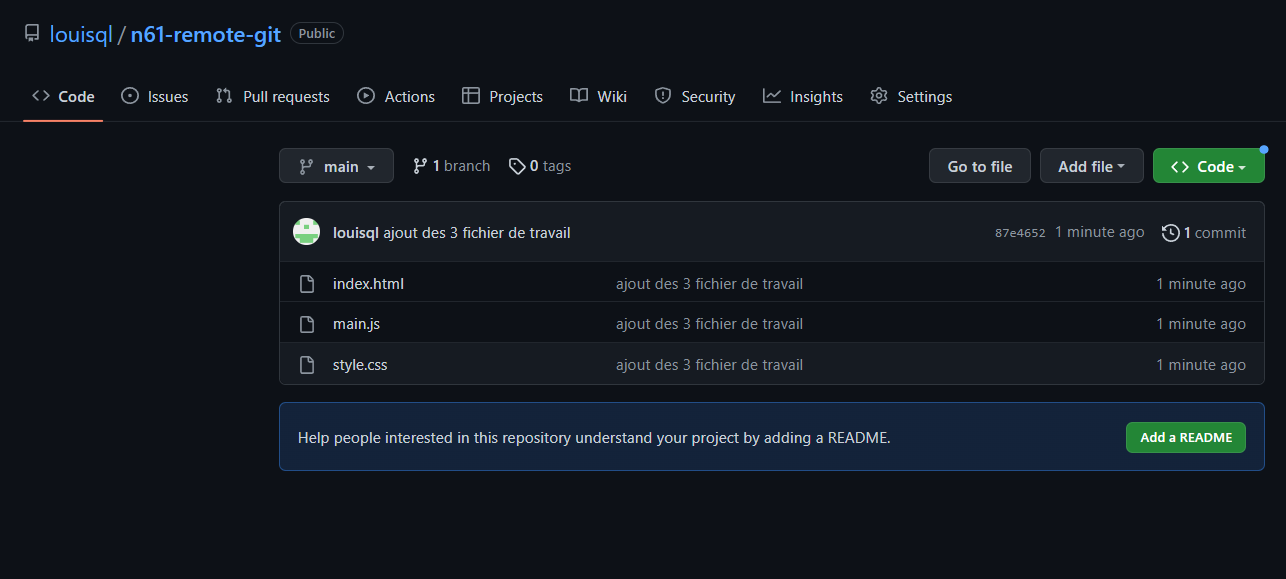 louisql / n61-remote-git Public
Code Issues Pull requests Actions Projects Wiki Security Insights Settings
main 1 branch 0 tags Go to file Add file Code
louisql ajout des 3 fichier de travail 87e4652 1 minute ago 1 commit
index.html ajout des 3 fichier de travail 1 minute ago
main.js ajout des 3 fichier de travail 1 minute ago
style.css ajout des 3 fichier de travail 1 minute ago
Help people interested in this repository understand your project by adding a README. Add a README